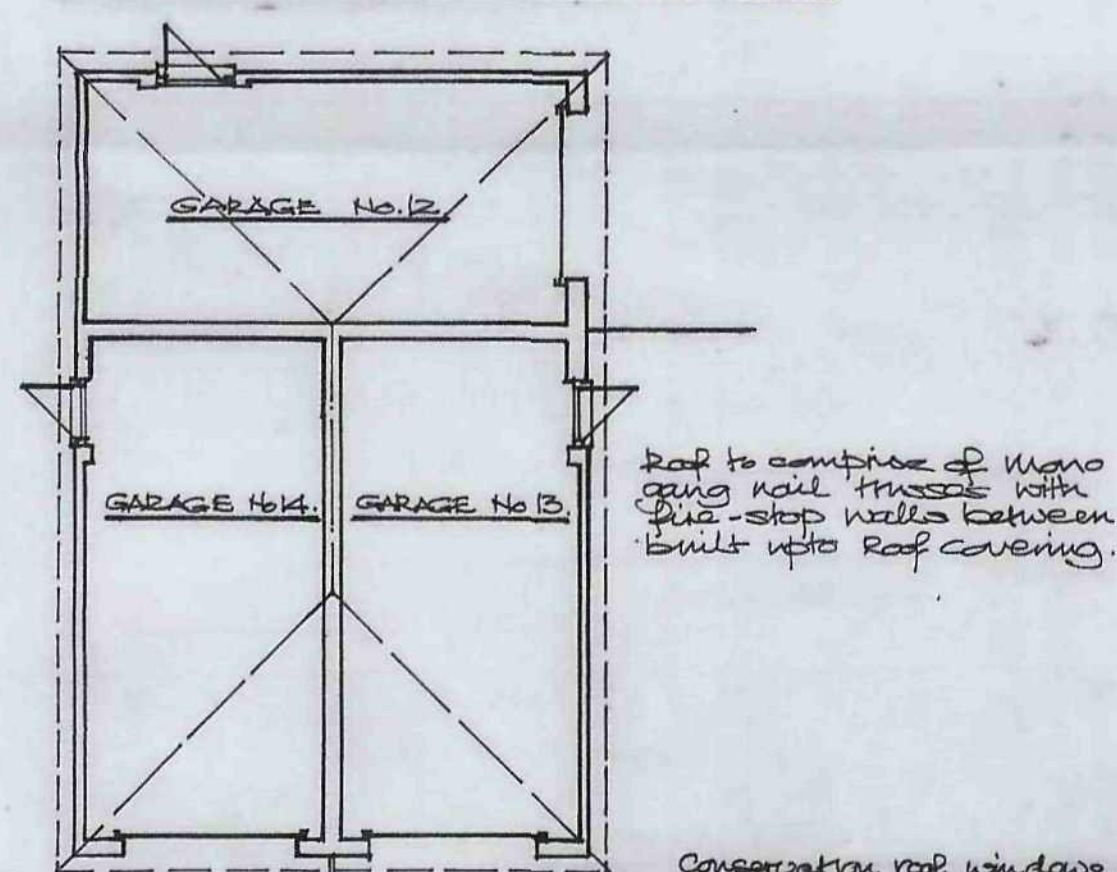 GARAGE No.12
GARAGE No 14.
GARAGE No 13.
Roof to comprise of Mono
gang nail trusses with
fire-stop walls between
built upto Roof covering.
Conservation roof windows